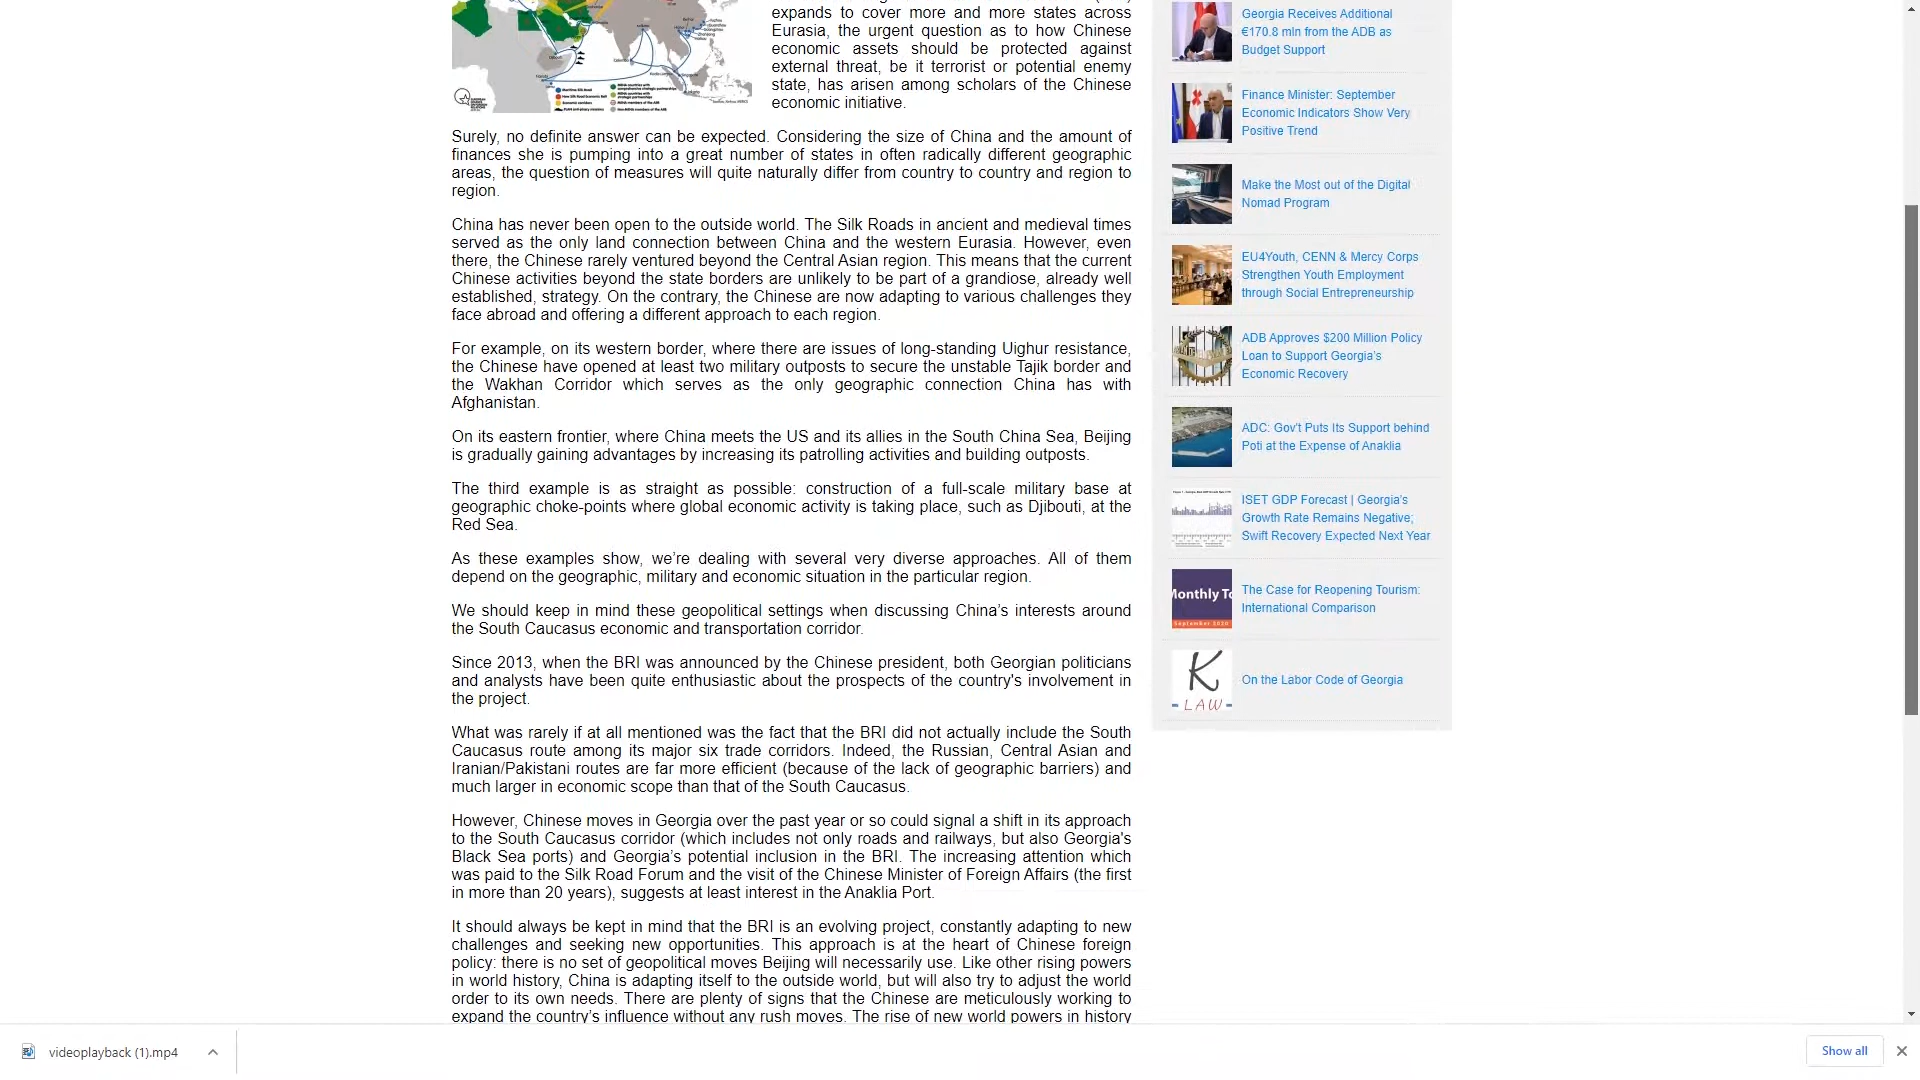 expands to cover more and more states across
Eurasia, the urgent question as to how Chinese
economic assets should be protected against
external threat, be it terrorist or potential enemy
state, has arisen among scholars of the Chinese
economic initiative.
Surely, no definite answer can be expected. Considering the size of China and the amount of
finances she is pumping into a great number of states in often radically different geographic
areas, the question of measures will quite naturally differ from country to country and region to
region.
China has never been open to the outside world. The Silk Roads in ancient and medieval times
served as the only land connection between China and the western Eurasia. However, even
there, the Chinese rarely ventured beyond the Central Asian region. This means that the current
Chinese activities beyond the state borders are unlikely to be part of a grandiose, already well
established, strategy. On the contrary, the Chinese are now adapting to various challenges they
face abroad and offering a different approach to each region.
For example, on its western border, where there are issues of long-standing Uighur resistance,
the Chinese have opened at least two military outposts to secure the unstable Tajik border and
the Wakhan Corridor which serves as the only geographic connection China has with
Afghanistan.
On its eastern frontier, where China meets the US and its allies in the South China Sea, Beijing
is gradually gaining advantages by increasing its patrolling activities and building outposts.
The third example is as straight as possible: construction of a full-scale military base at
geographic choke-points where global economic activity is taking place, such as Djibouti, at the
Red Sea.
As these examples show, we’re dealing with several very diverse approaches. All of them
depend on the geographic, military and economic situation in the particular region.
We should keep in mind these geopolitical settings when discussing China’s interests around
the South Caucasus economic and transportation corridor.
Since 2013, when the BRI was announced by the Chinese president, both Georgian politicians
and analysts have been quite enthusiastic about the prospects of the country's involvement in
the project.
What was rarely if at all mentioned was the fact that the BRI did not actually include the South
Caucasus route among its major six trade corridors. Indeed, the Russian, Central Asian and
Iranian/Pakistani routes are far more efficient (because of the lack of geographic barriers) and
much larger in economic scope than that of the South Caucasus.
However, Chinese moves in Georgia over the past year or so could signal a shift in its approach
to the South Caucasus corridor (which includes not only roads and railways, but also Georgia's
Black Sea ports) and Georgia’s potential inclusion in the BRI. The increasing attention which
was paid to the Silk Road Forum and the visit of the Chinese Minister of Foreign Affairs (the first
in more than 20 years), suggests at least interest in the Anaklia Port.
It should always be kept in mind that the BRI is an evolving project, constantly adapting to new
challenges and seeking new opportunities. This approach is at the heart of Chinese foreign
policy: there is no set of geopolitical moves Beijing will necessarily use. Like other rising powers
in world history, China is adapting itself to the outside world, but will also try to adjust the world
order to its own needs. There are plenty of signs that the Chinese are meticulously working to
expand the country’s influence without any rush moves. The rise of new world powers in history
Georgia Receives Additional
€170.8 mln from the ADB as
Budget Support
Finance Minister: September
Economic Indicators Show Very
Positive Trend
Make the Most out of the Digital
Nomad Program
EU4Youth, CENN & Mercy Corps
Strengthen Youth Employment
through Social Entrepreneurship
ADB Approves $200 Million Policy
Loan to Support Georgia’s
Economic Recovery
ADC: Gov’t Puts Its Support behind
Poti at the Expense of Anaklia
ISET GDP Forecast | Georgia’s
Growth Rate Remains Negative;
Swift Recovery Expected Next Year
Monthly To
September 2020
The Case for Reopening Tourism:
International Comparison
K
- LAW -
On the Labor Code of Georgia
videoplayback (1).mp4
Show all